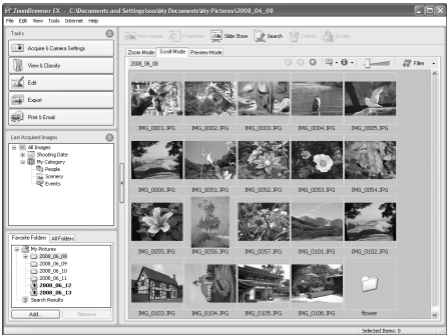 ZoomBrowser EX - C:\Documents and Settings\xxx\Documents\My Pictures\2008_06_08
File Edit View Tools Internet Help
Tasks
Acquire & Camera Settings
View & Classify
Edit
Export
Print & Email
Last Acquired Images
All Images
Shooting Date
My Category
People
Scenery
Events
Favorite Folders All Folders
My Pictures
2008_06_08
2008_06_09
2008_06_10
2008_06_11
2008_06_12
2008_06_13
Search Results
Add... Remove
View Image Properties Slide Show Search Delete Rotate
Zoom Mode Scroll Mode Preview Mode
2008_06_08 Filter
IMG_0001.JPG IMG_0002.JPG IMG_0003.JPG IMG_0004.JPG IMG_0005.JPG
IMG_0051.JPG IMG_0052.JPG IMG_0053.JPG IMG_0054.JPG
IMG_0055.JPG IMG_0056.JPG IMG_0057.JPG IMG_0101.JPG IMG_0102.JPG
IMG_0103.JPG IMG_0104.JPG IMG_0105.JPG IMG_0106.JPG flower
Selected Items: 0